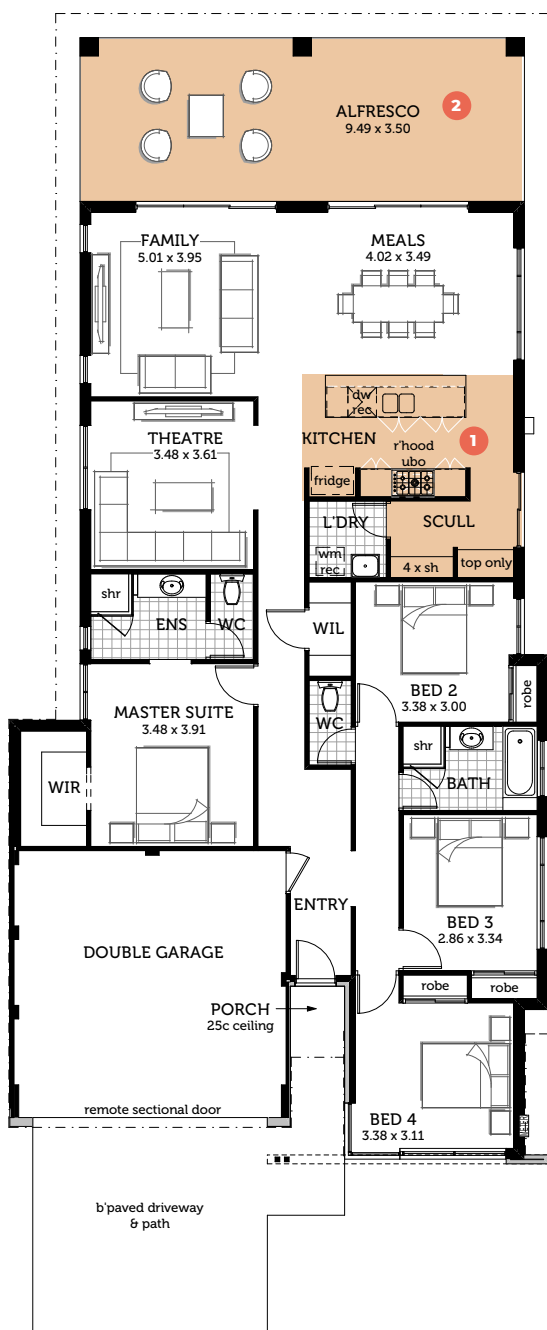 ALFRESCO
9.49 x 3.50
2
FAMILY
5.01 x 3.95
MEALS
4.02 x 3.49
dw
rec
KITCHEN
1
r'hood
ubo
THEATRE
3.48 x 3.61
fridge
L'DRY
SCULL
wm
rec
4 x sh
top only
shr
ENS
WC
WIL
BED 2
3.38 x 3.00
robe
MASTER SUITE
3.48 x 3.91
WC
shr
BATH
WIR
ENTRY
BED 3
2.86 x 3.34
DOUBLE GARAGE
robe
robe
PORCH
25c ceiling
remote sectional door
BED 4
3.38 x 3.11
b'paved driveway
& path